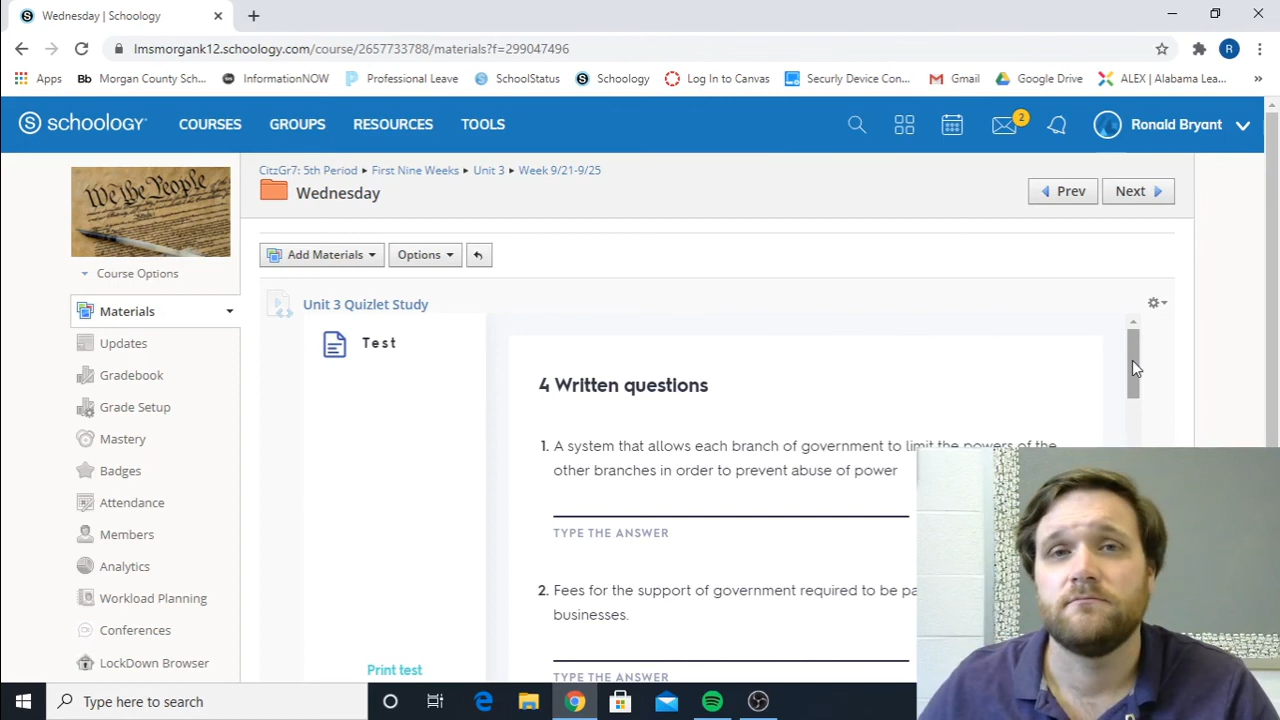 Wednesday | Schoology
lmsmorgank12.schoology.com/course/2657733788/materials?f=299047496
R
Apps
Bb Morgan County Sch...
InformationNOW
Professional Leave
SchoolStatus
Schoology
Log In to Canvas
Securly Device Con...
Gmail
Google Drive
ALEX | Alabama Lea...
S schoology
COURSES
GROUPS
RESOURCES
TOOLS
2
Ronald Bryant
We the People
CitzGr7: 5th Period
First Nine Weeks
Unit 3
Week 9/21-9/25
Wednesday
Prev
Next
Course Options
Add Materials
Options
Materials
Updates
Gradebook
Grade Setup
Mastery
Badges
Attendance
Members
Analytics
Workload Planning
Conferences
LockDown Browser
Unit 3 Quizlet Study
Test
Print test
4 Written questions
1. A system that allows each branch of government to limit the powers of the
other branches in order to prevent abuse of power
TYPE THE ANSWER
2. Fees for the support of government required to be pa
businesses.
TYPE THE ANSWER
Type here to search